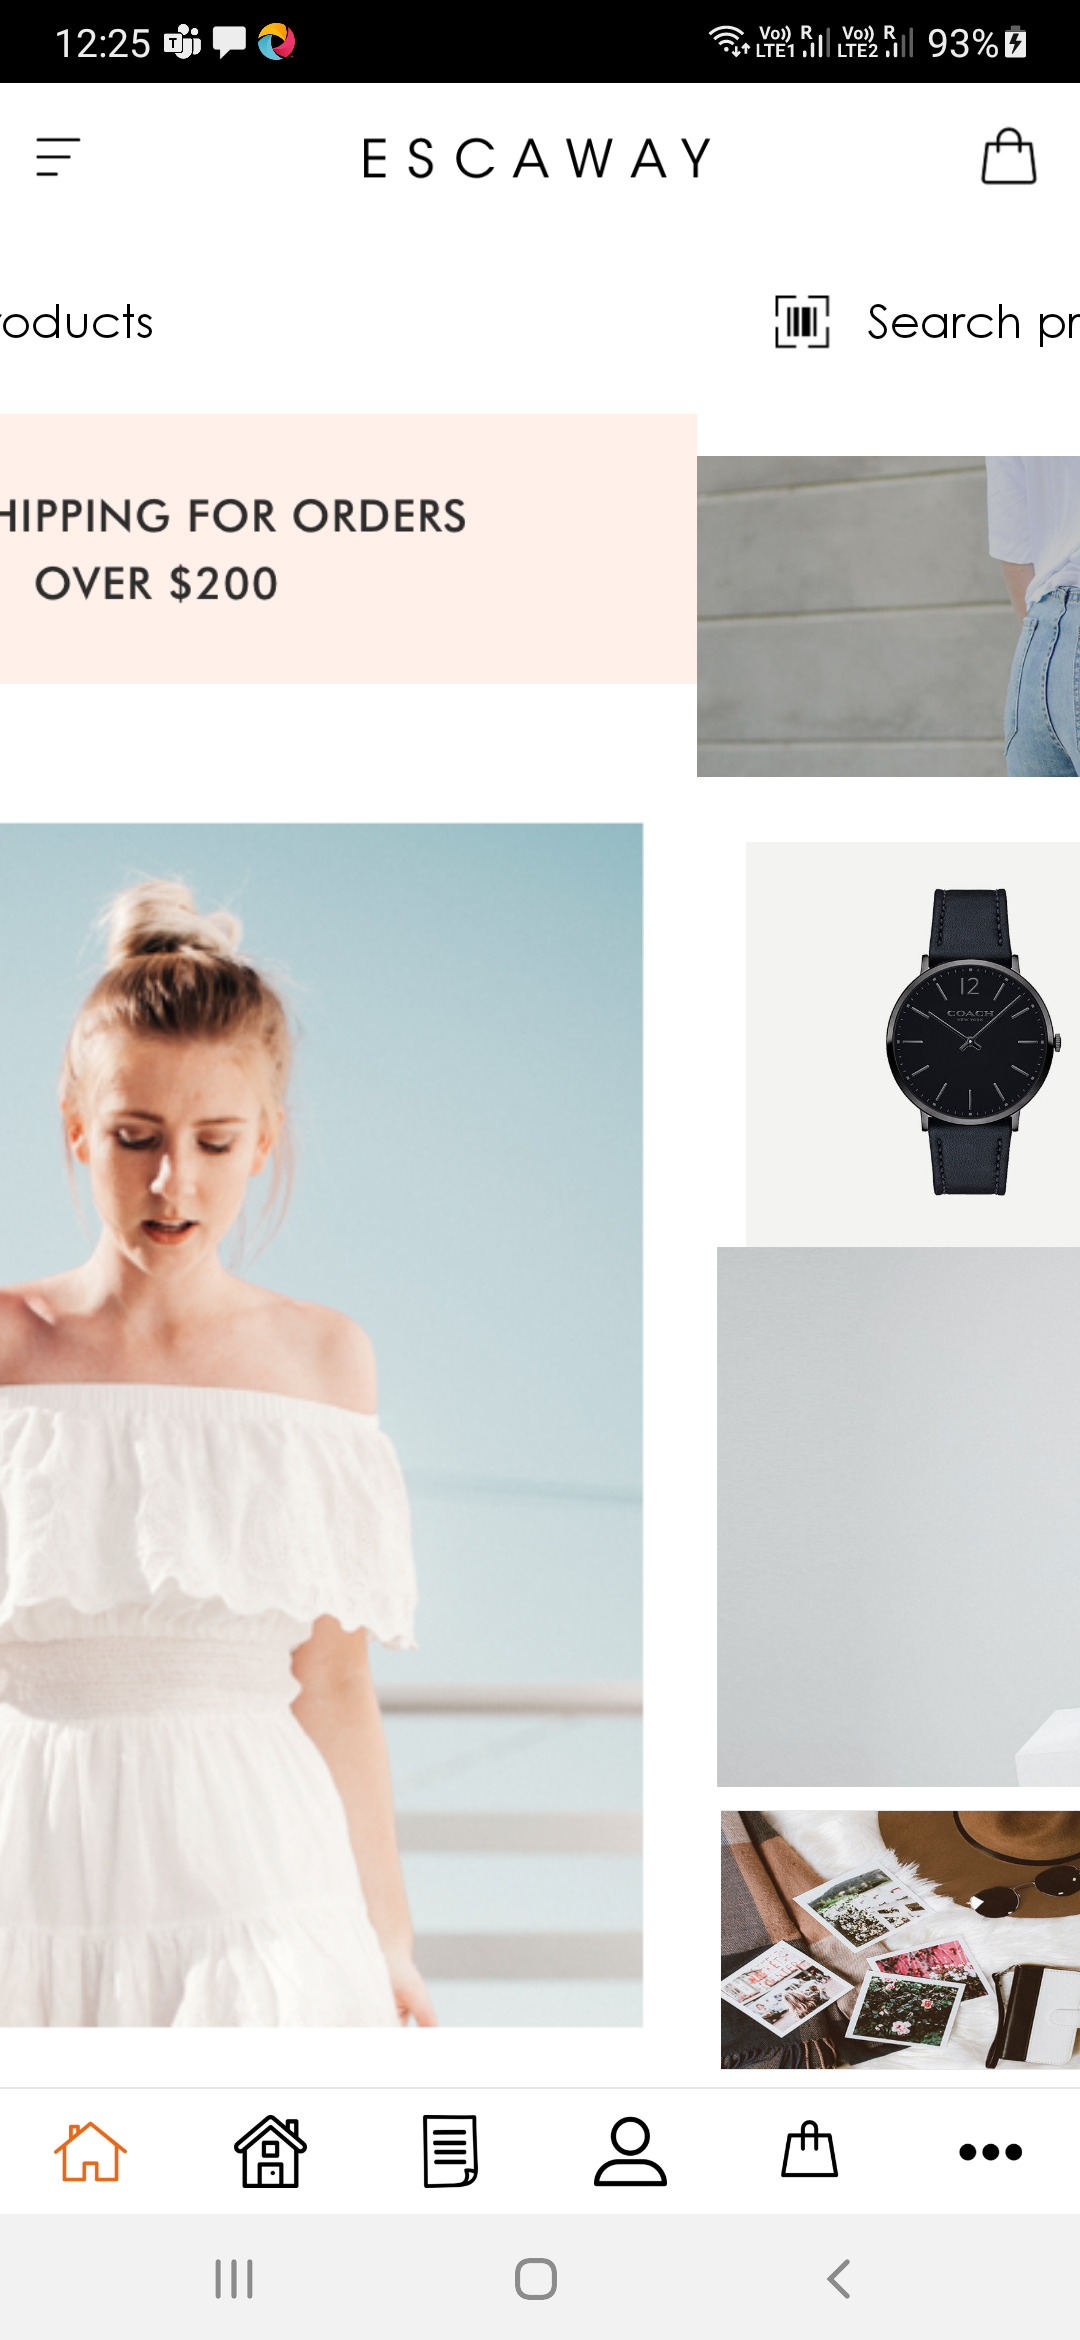 12:25
Vo)) R Vo)) R
LTE1 LTE2
93%
ESCAWAY
roducts
Search pr
HIPPING FOR ORDERS
OVER $200
12
COACH
NEW YORK